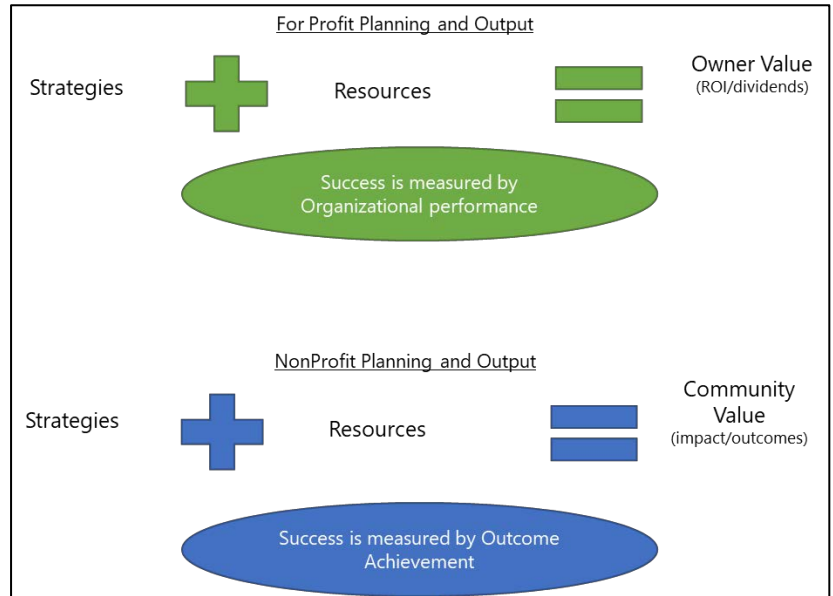 For Profit Planning and Output
Strategies
Resources
Owner Value
(ROI/dividends)
Success is measured by
Organizational performance
NonProfit Planning and Output
Strategies
Resources
Community
Value
(impact/outcomes)
Success is measured by Outcome
Achievement